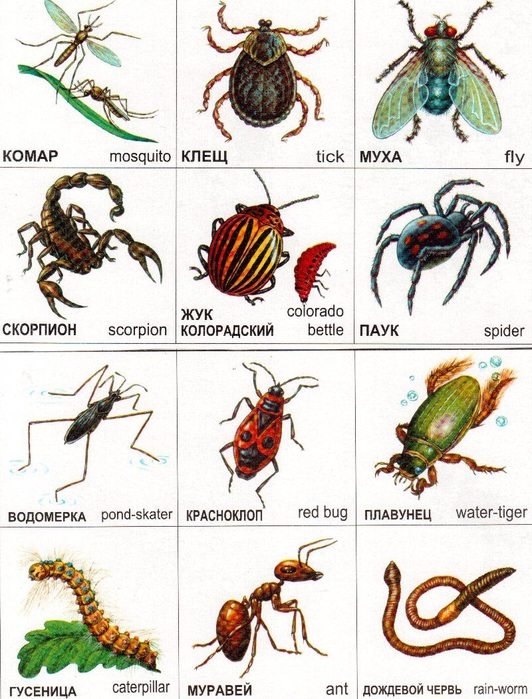 КОМАР mosquito
КЛЕЩ tick
МУХА fly
СКОРПИОН scorpion
ЖУК colorado
КОЛОРАДСКИЙ bettle
ПАУК spider
ВОДОМЕРКА pond-skater
КРАСНОКЛОП red bug
ПЛАВУНЕЦ water-tiger
ГУСЕНИЦА caterpillar
МУРАВЕЙ ant
ДОЖДЕВОЙ ЧЕРВЬ rain-worm